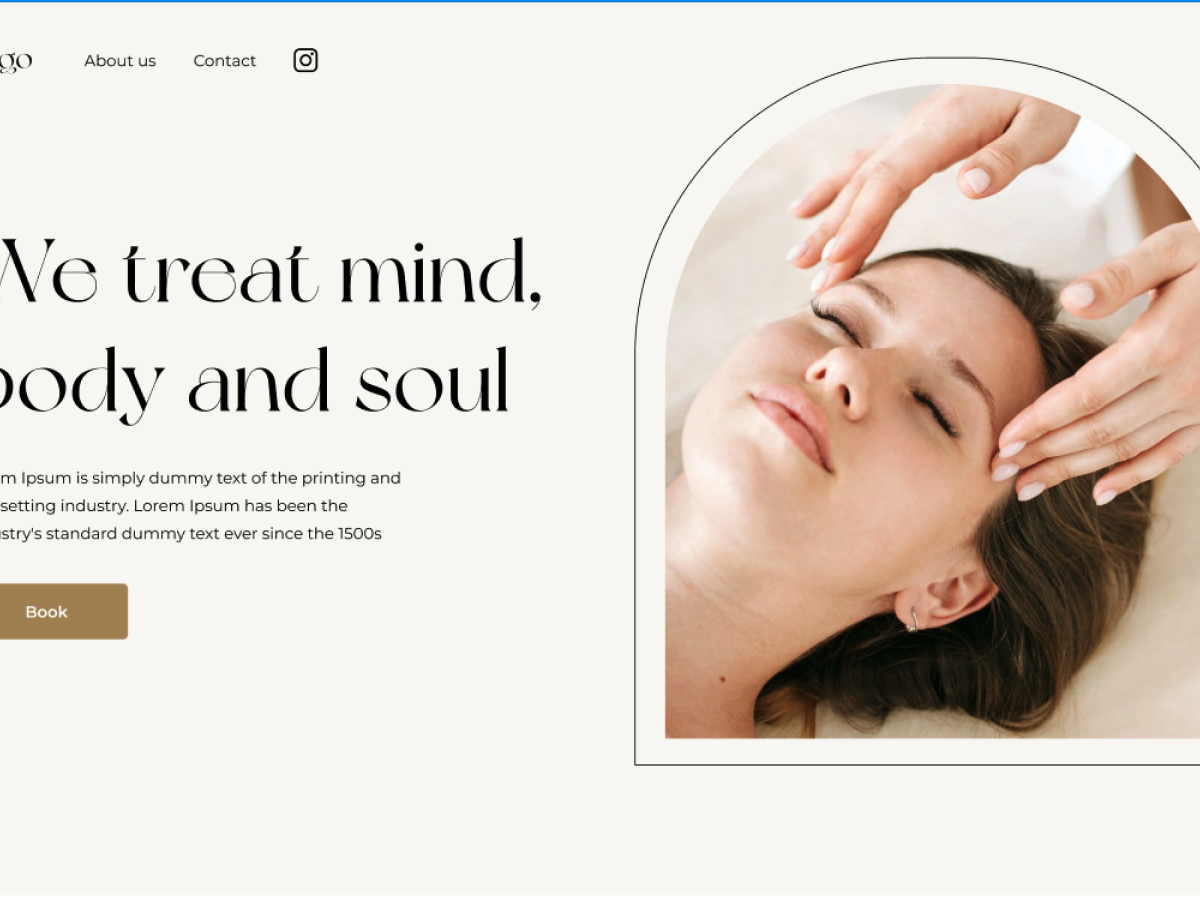 go About us Contact
We treat mind,
body and soul
m Ipsum is simply dummy text of the printing and
setting industry. Lorem Ipsum has been the
stry's standard dummy text ever since the 1500s
Book